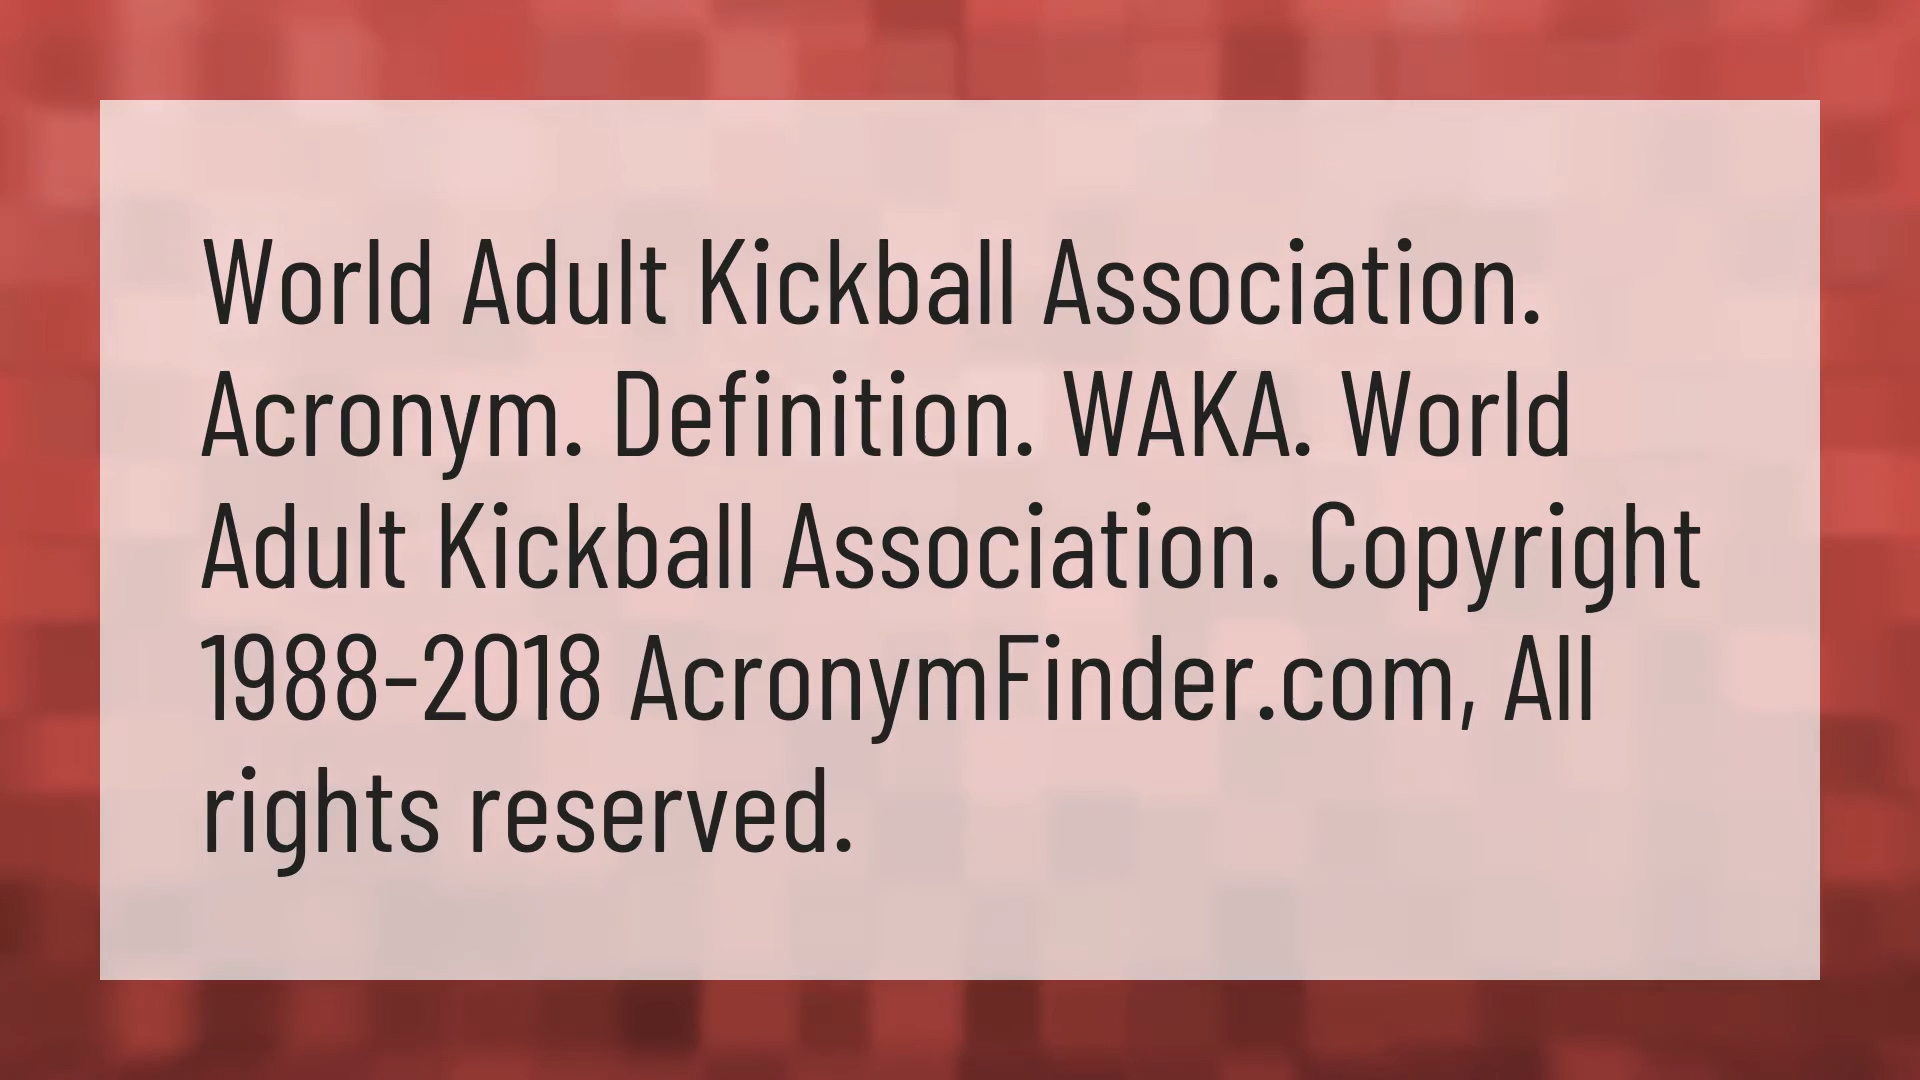 World Adult Kickball Association.
Acronym. Definition. WAKA. World
Adult Kickball Association. Copyright
1988-2018 AcronymFinder.com, All
rights reserved.